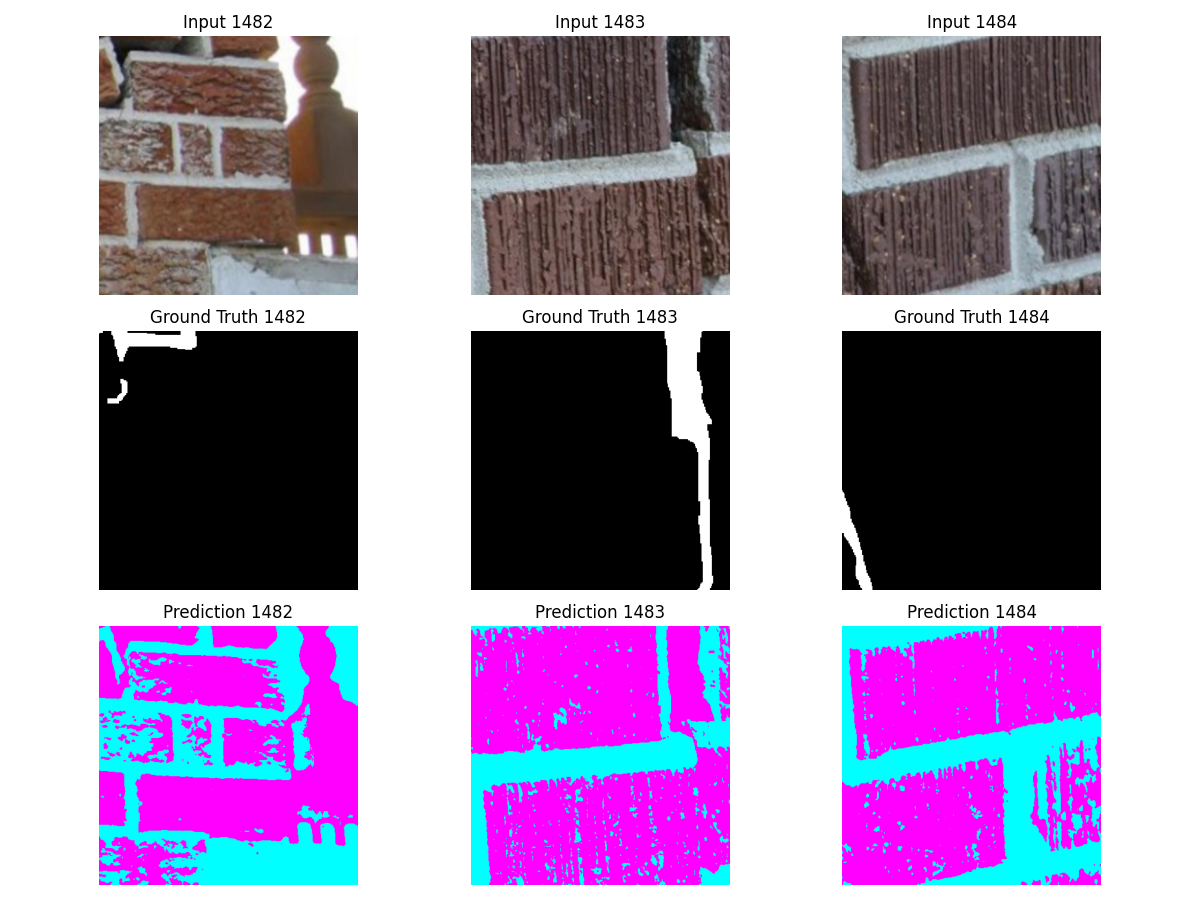 Input 1482
Input 1483
Input 1484
Ground Truth 1482
Ground Truth 1483
Ground Truth 1484
Prediction 1482
Prediction 1483
Prediction 1484